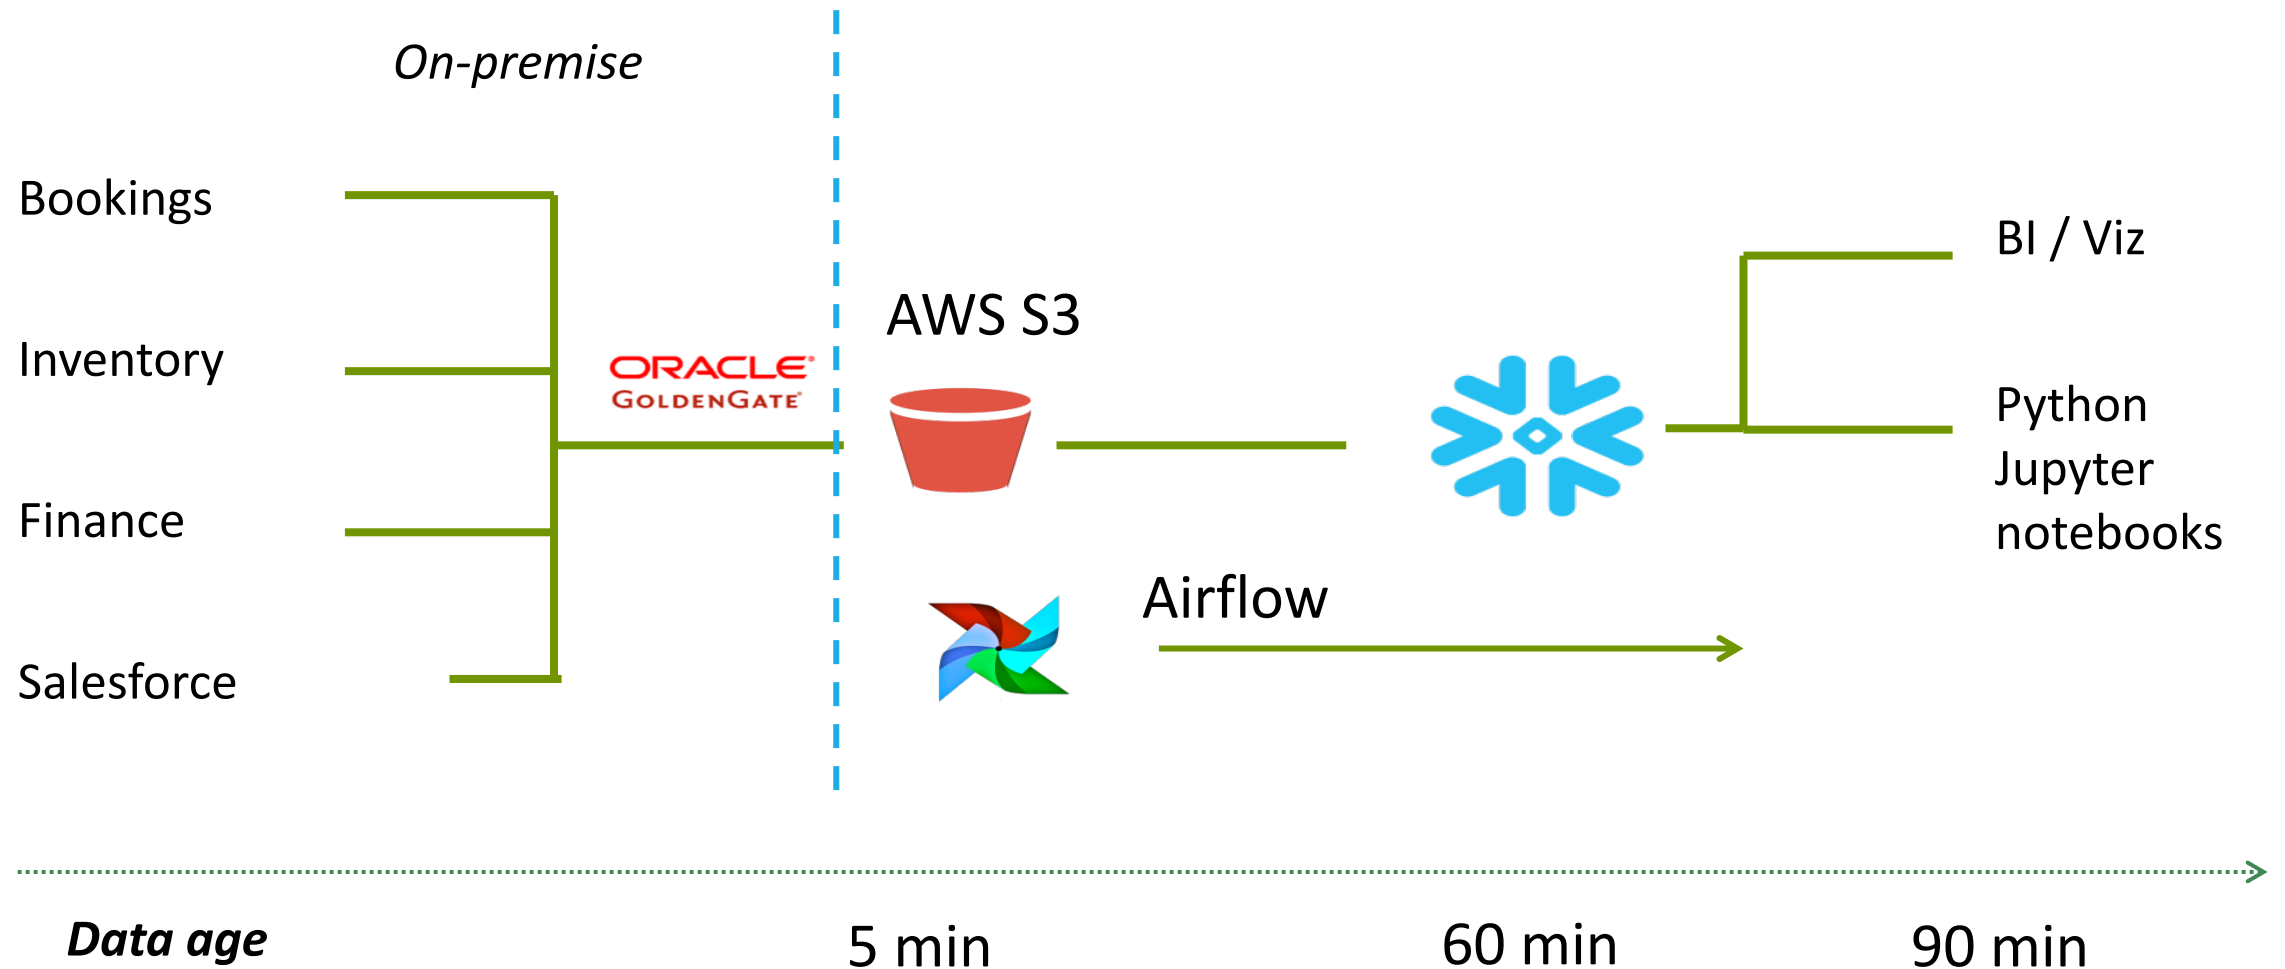 On-premise
Bookings
Inventory
Finance
Salesforce
ORACLE®
GOLDENGATE®
AWS S3
Airflow
BI / Viz
Python
Jupyter
notebooks
Data age
5 min
60 min
90 min